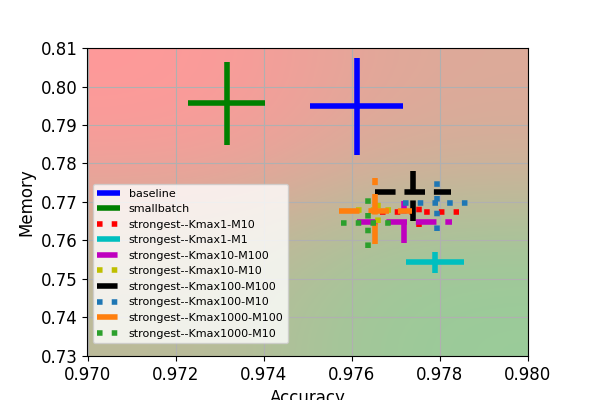 0.81
0.80
0.79
0.78
0.77
0.76
0.75
0.74
0.73
Memory
baseline
smallbatch
strongest--Kmax1-M10
strongest--Kmax1-M1
strongest--Kmax10-M100
strongest--Kmax10-M10
strongest--Kmax100-M100
strongest--Kmax100-M10
strongest--Kmax1000-M100
strongest--Kmax1000-M10
0.970 0.972 0.974 0.976 0.978 0.980
Accuracy